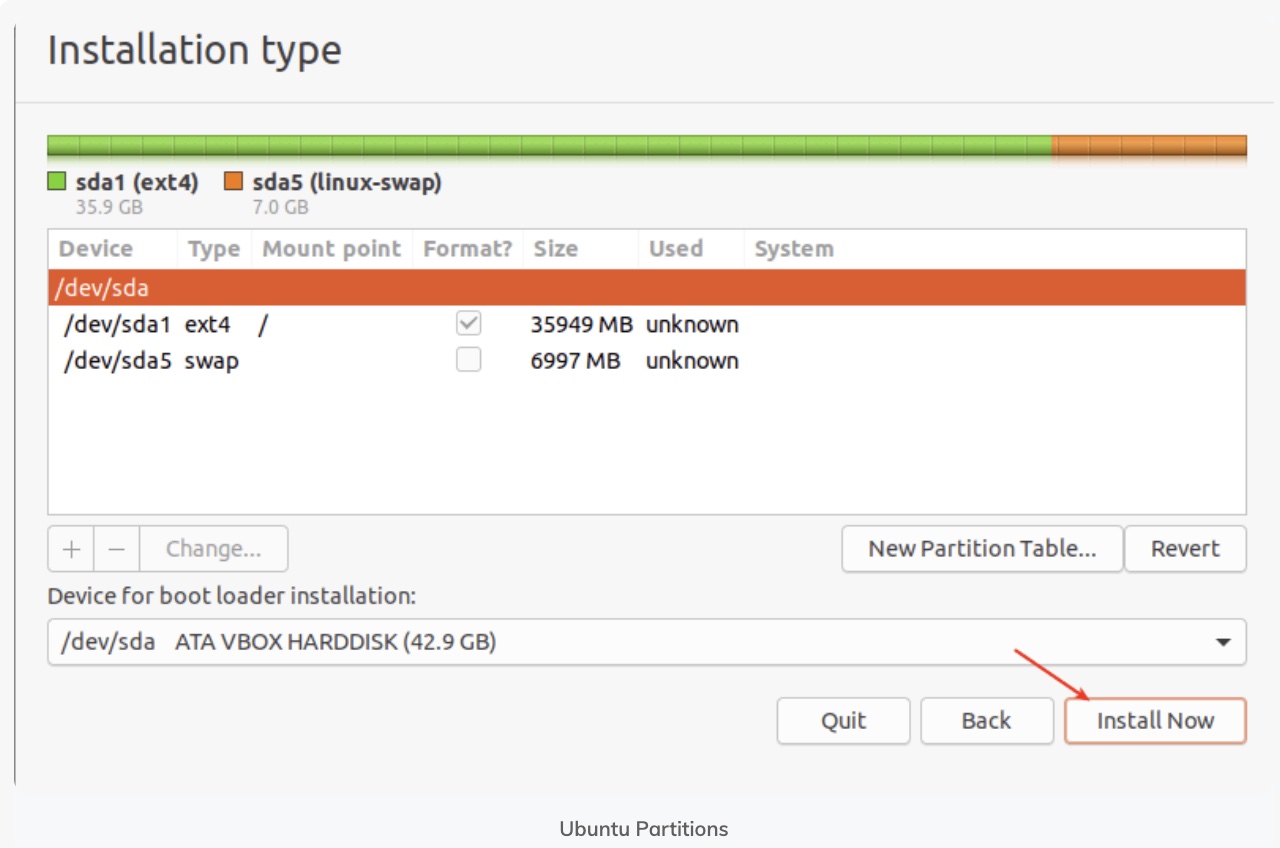 Installation type
sda1 (ext4) sda5 (linux-swap)
35.9 GB 7.0 GB
Device Type Mount point Format? Size Used System
/dev/sda
/dev/sda1 ext4 / 35949 MB unknown
/dev/sda5 swap 6997 MB unknown
+ − Change... New Partition Table... Revert
Device for boot loader installation:
/dev/sda ATA VBOX HARDDISK (42.9 GB)
Quit Back Install Now
Ubuntu Partitions